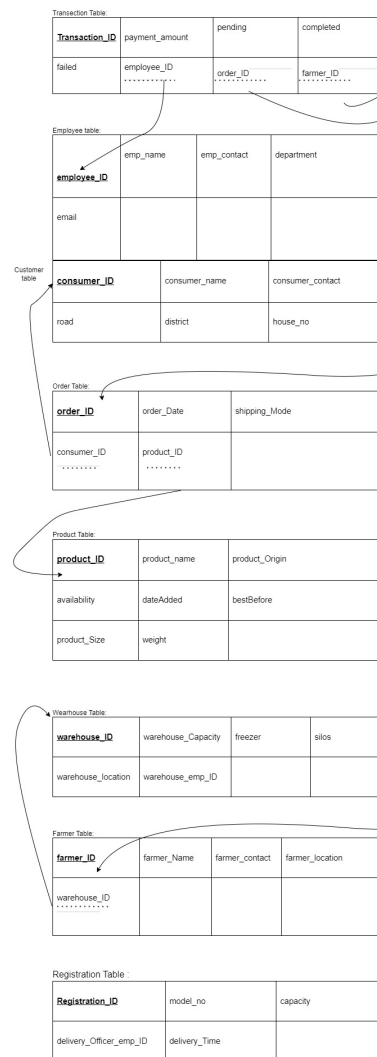 Transaction Table:
Transaction_ID payment_amount pending completed
failed employee_ID order_ID farmer_ID
Employee table:
employee_ID emp_name emp_contact department
email
Customer
table
consumer_ID consumer_name consumer_contact
road district house_no
Order Table:
order_ID order_Date shipping_Mode
consumer_ID product_ID
Product Table:
product_ID product_name product_Origin
availability dateAdded bestBefore
product_Size weight
Wearhouse Table:
warehouse_ID warehouse_Capacity freezer silos
warehouse_location warehouse_emp_ID
Farmer Table:
farmer_ID farmer_Name farmer_contact farmer_location
warehouse_ID
Registration Table :
Registration_ID model_no capacity
delivery_Officer_emp_ID delivery_Time